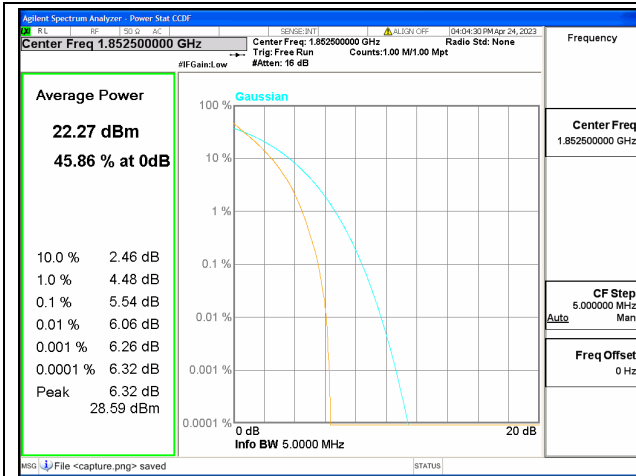 Agilent Spectrum Analyzer - Power Stat CCDF
RL RF 50 Ω AC SENSE:INT ALIGN OFF 04:04:30 PM Apr 24, 2023
Center Freq 1.852500000 GHz
Center Freq: 1.852500000 GHz Radio Std: None
Trig: Free Run Counts:1.00 M/1.00 Mpt
#IFGain:Low #Atten: 16 dB
Frequency
Average Power
22.27 dBm
45.86 % at 0dB
10.0 % 2.46 dB
1.0 % 4.48 dB
0.1 % 5.54 dB
0.01 % 6.06 dB
0.001 % 6.26 dB
0.0001 % 6.32 dB
Peak 6.32 dB
28.59 dBm
Gaussian
100 %
10 %
1 %
0.1 %
0.01 %
0.001 %
0.0001 %
0 dB 20 dB
Info BW 5.0000 MHz
Center Freq
1.852500000 GHz
CF Step
5.000000 MHz
Auto Man
Freq Offset
0 Hz
MSG File <capture.png> saved STATUS